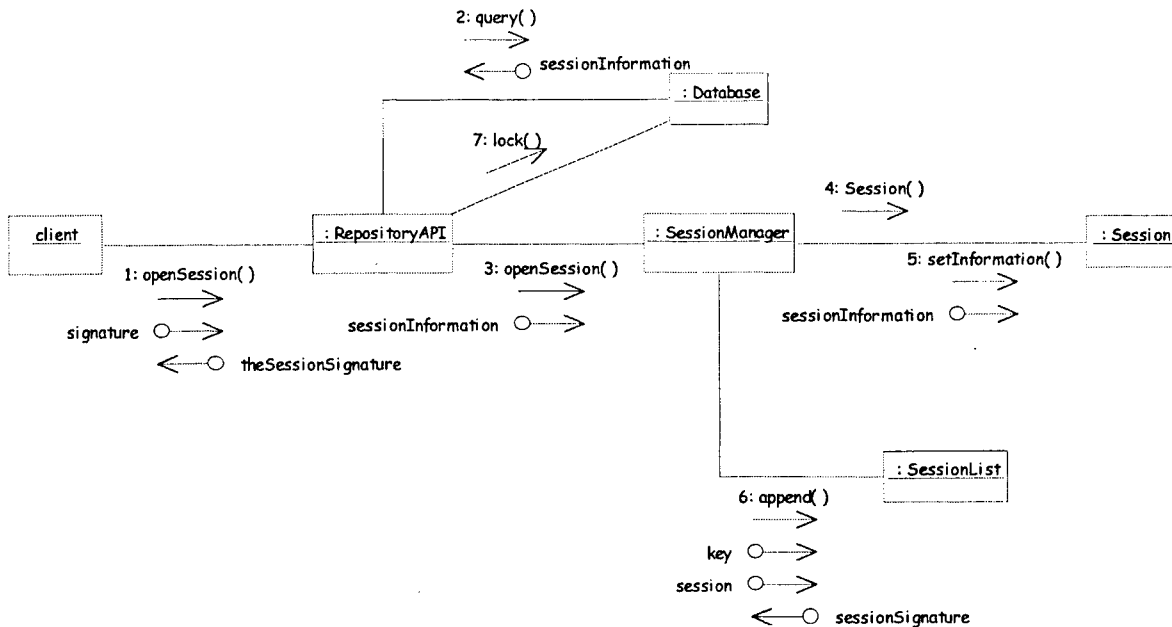 2: query( )
sessionInformation
: Database
7: lock( )
4: Session( )
client
: RepositoryAPI
: SessionManager
: Session
1: openSession( )
3: openSession( )
5: setInformation( )
signature
sessionInformation
sessionInformation
theSessionSignature
: SessionList
6: append( )
key
session
sessionSignature